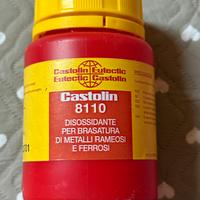 Castolin Eutectic
Eutectic Castolin
Castolin
8110
DISOSSIDANTE
PER BRASATURA
DI METALLI RAMEOSI
E FERROSI